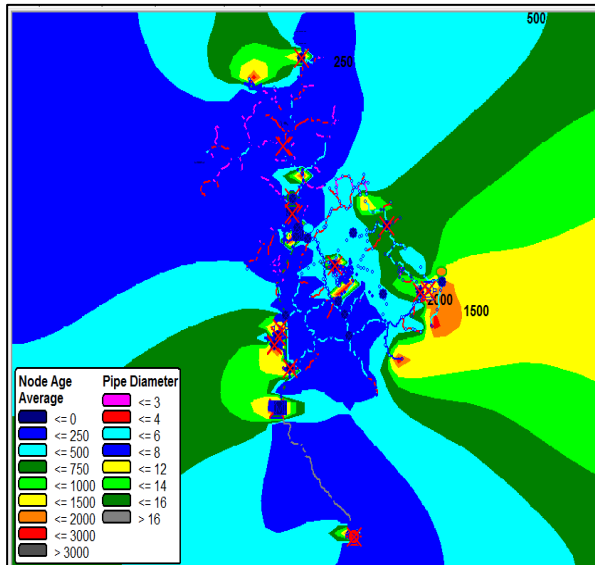 500
250
2000
1500
Node Age Pipe Diameter
Average
<= 0 <= 3
<= 250 <= 4
<= 500 <= 6
<= 750 <= 8
<= 1000 <= 12
<= 1500 <= 14
<= 2000 <= 16
<= 3000 > 16
> 3000